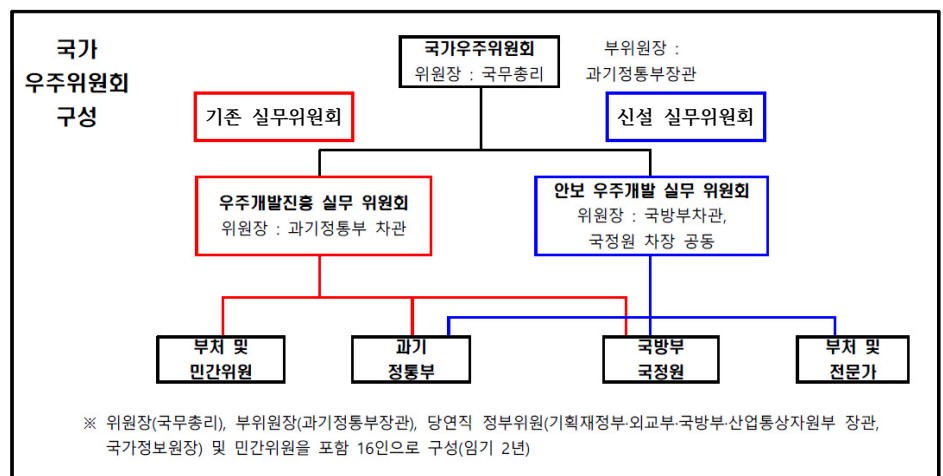 국가
우주위원회
구성
국가우주위원회
위원장 : 국무총리
부위원장 :
과기정통부장관
기존 실무위원회
신설 실무위원회
우주개발진흥 실무 위원회
위원장 : 과기정통부 차관
안보 우주개발 실무 위원회
위원장 : 국방부차관,
국정원 차장 공동
부처 및
민간위원
과기
정통부
국방부
국정원
부처 및
전문가
※ 위원장(국무총리), 부위원장(과기정통부장관), 당연직 정부위원(기획재정부·외교부·국방부·산업통상자원부 장관,
국가정보원장) 및 민간위원을 포함 16인으로 구성(임기 2년)